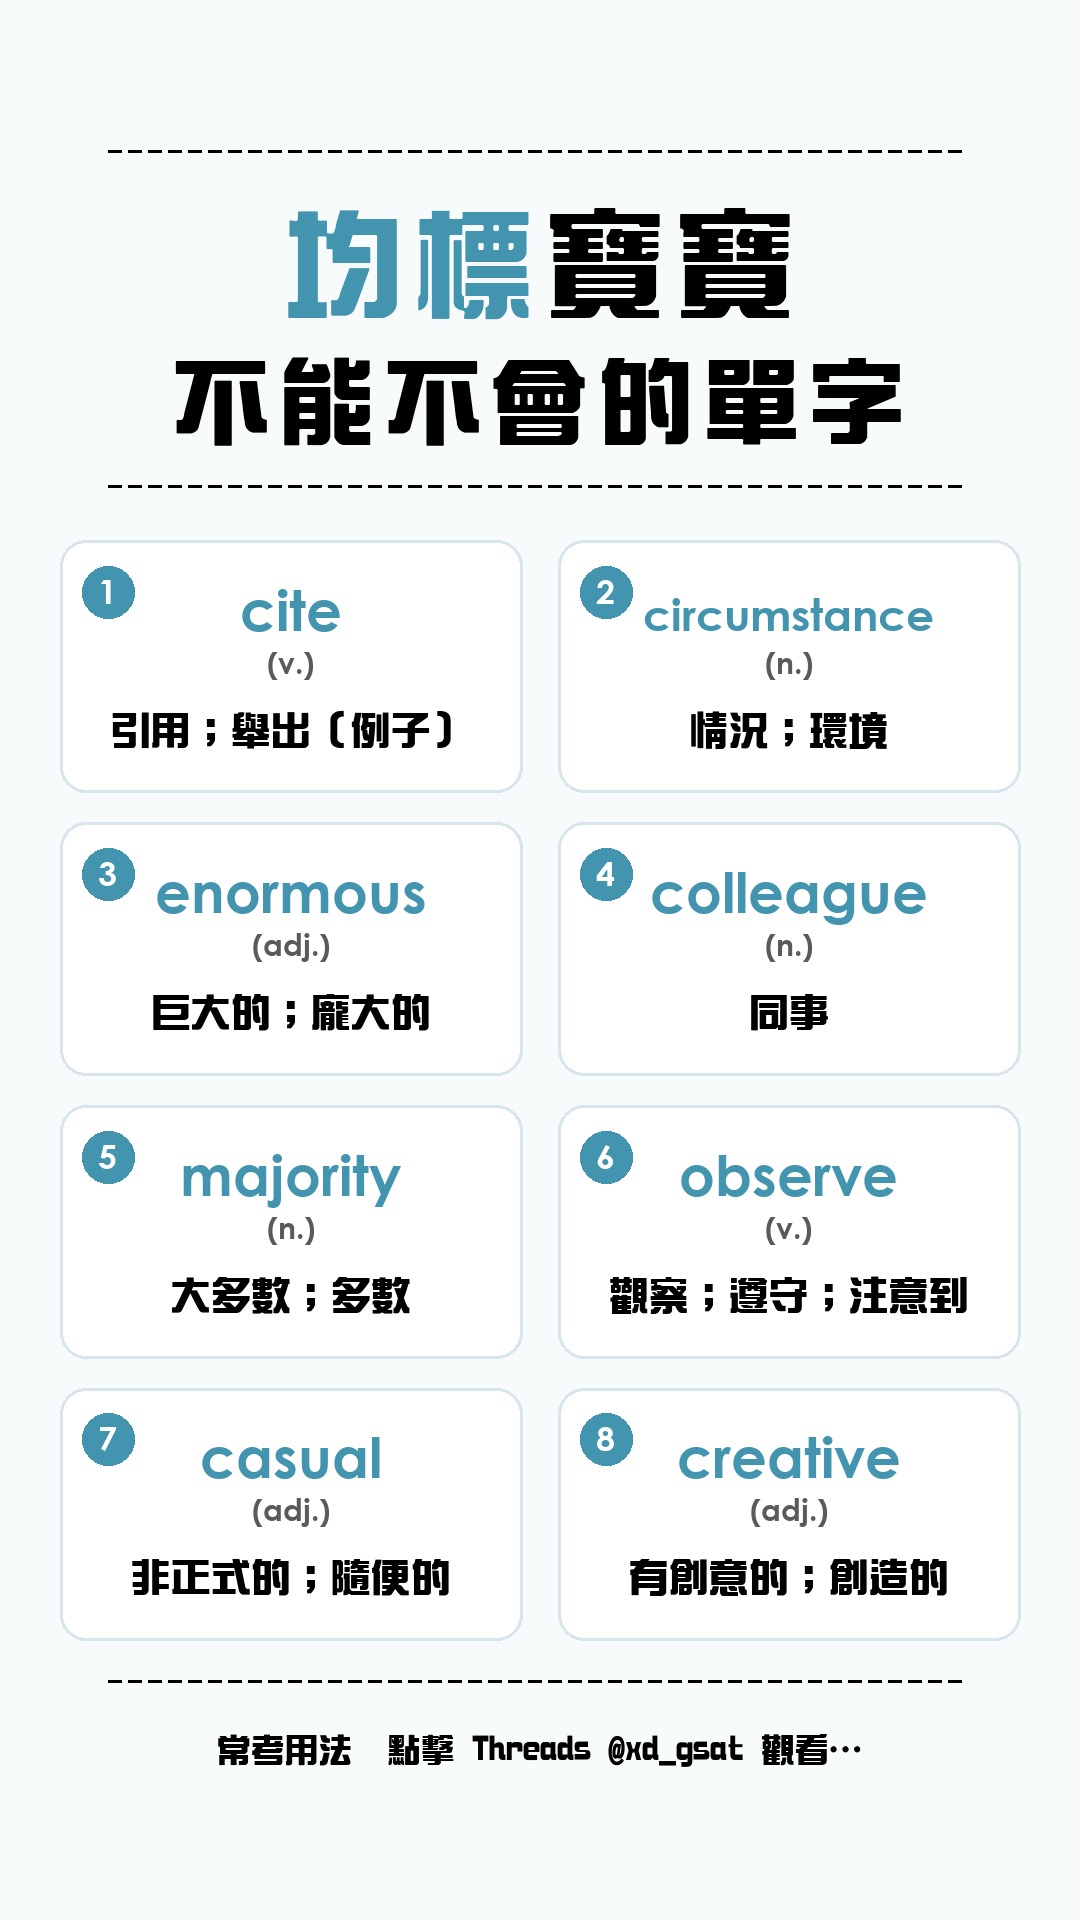 均標寶寶
不能不會的單字
1
cite
(v.)
引用；舉出（例子）
2
circumstance
(n.)
情況；環境
3
enormous
(adj.)
巨大的；龐大的
4
colleague
(n.)
同事
5
majority
(n.)
大多數；多數
6
observe
(v.)
觀察；遵守；注意到
7
casual
(adj.)
非正式的；隨便的
8
creative
(adj.)
有創意的；創造的
常考用法　點擊 Threads @xd_gsat 觀看…